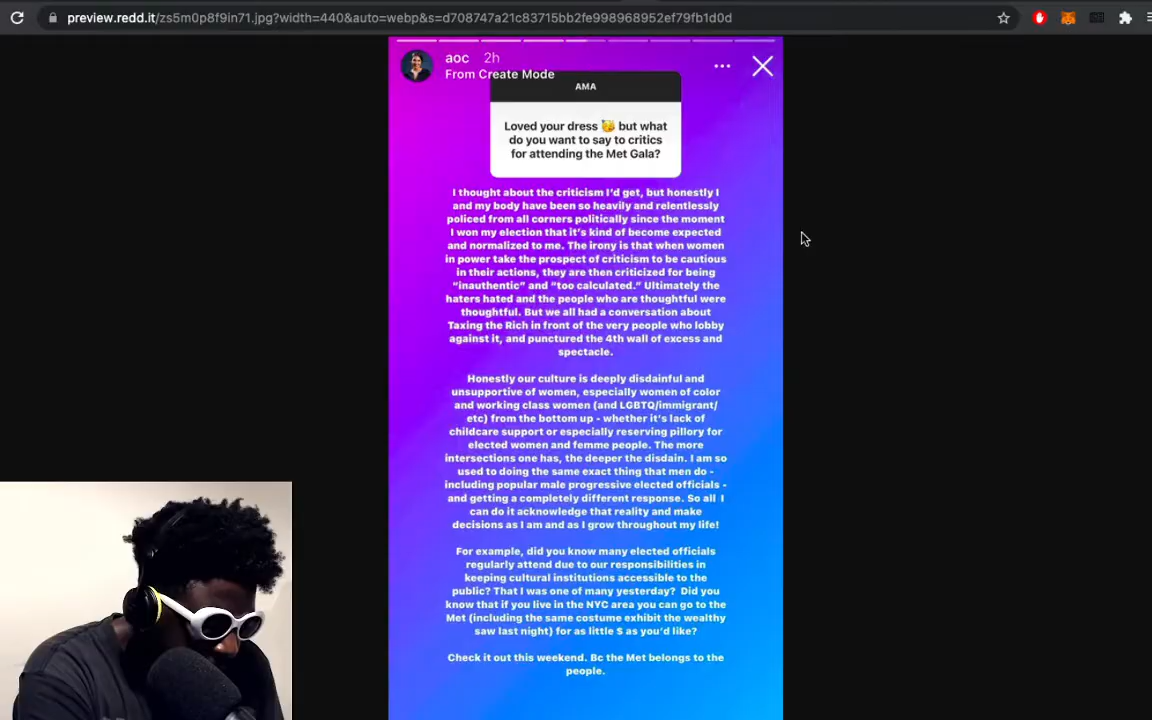 preview.redd.it/zs5m0p8f9in71.jpg?width=440&auto=webp&s=d708747a21c83715bb2fe998968952ef79fb1d0d
aoc 2h
From Create Mode
AMA
Loved your dress 🥳 but what
do you want to say to critics
for attending the Met Gala?
I thought about the criticism I'd get, but honestly I
and my body have been so heavily and relentlessly
policed from all corners politically since the moment
I won my election that it's kind of become expected
and normalized to me. The irony is that when women
in power take the prospect of criticism to be cautious
in their actions, they are then criticized for being
"inauthentic" and "too calculated." Ultimately the
haters hated and the people who are thoughtful were
thoughtful. But we all had a conversation about
Taxing the Rich in front of the very people who lobby
against it, and punctured the 4th wall of excess and
spectacle.
Honestly our culture is deeply disdainful and
unsupportive of women, especially women of color
and working class women (and LGBTQ/immigrant/
etc) from the bottom up - whether it's lack of
childcare support or especially reserving pillory for
elected women and femme people. The more
intersections one has, the deeper the disdain. I am so
used to doing the same exact thing that men do -
including popular male progressive elected officials -
and getting a completely different response. So all I
can do it acknowledge that reality and make
decisions as I am and as I grow throughout my life!
For example, did you know many elected officials
regularly attend due to our responsibilities in
keeping cultural institutions accessible to the
public? That I was one of many yesterday? Did you
know that if you live in the NYC area you can go to the
Met (including the same costume exhibit the wealthy
saw last night) for as little $ as you'd like?
Check it out this weekend. Bc the Met belongs to the
people.